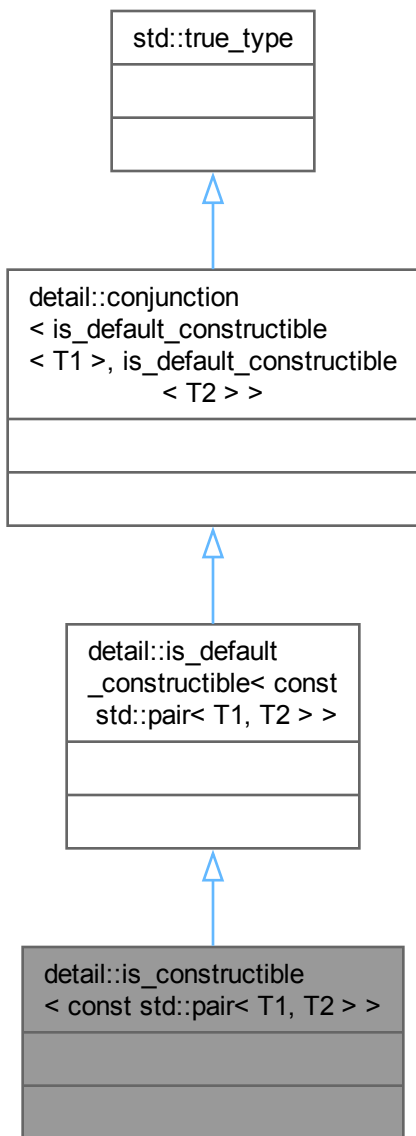 std::true_type
detail::conjunction
< is_default_constructible
< T1 >, is_default_constructible
< T2 > >
detail::is_default
_constructible< const
std::pair< T1, T2 > >
detail::is_constructible
< const std::pair< T1, T2 > >